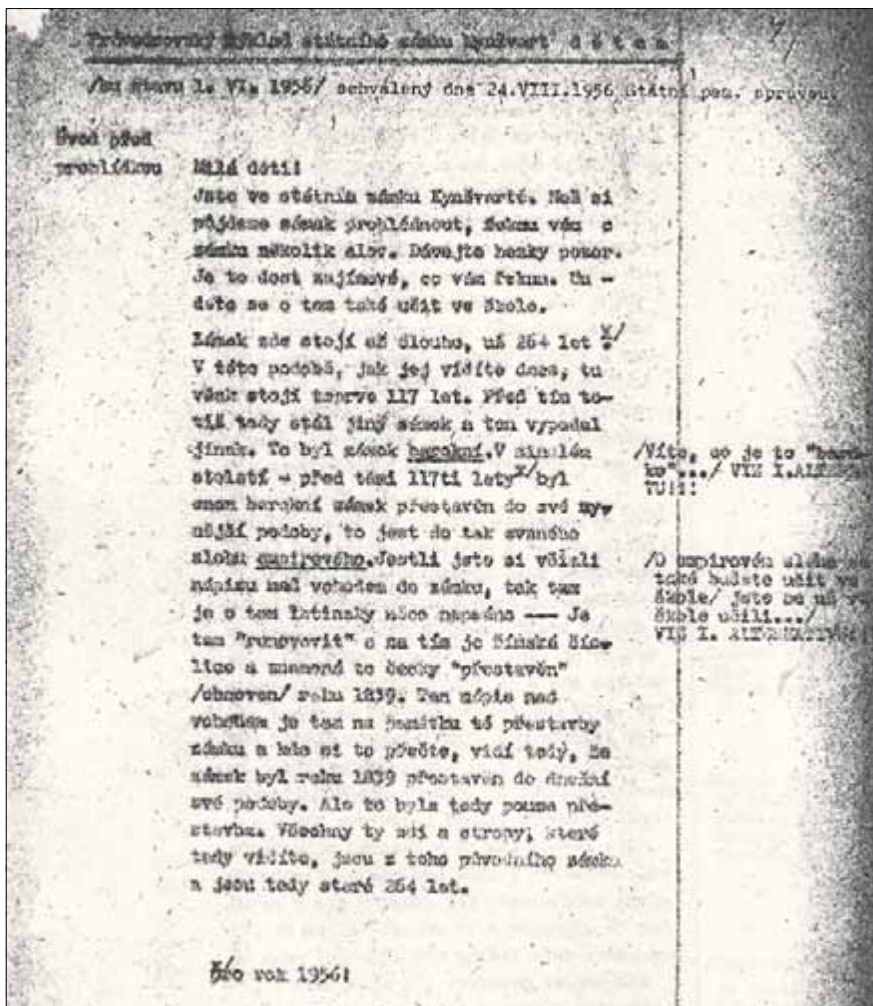 Průvodcovský výklad státního zámku Kynžvart d ě t e m
/ku stavu 1. VI. 1956/ schválený dne 24.VIII.1956 Státní pam. správou.
Úvod před
prohlídkou Milé děti!
Jste ve státním zámku Kynžvartě. Než si
půjdeme zámek prohlédnout, řeknu vám o
zámku několik slov. Dávejte hezky pozor.
Je to dost zajímavé, co vám řeknu. Bu -
dete se o tom také učit ve škole.
Zámek zde stojí už dlouho, už 264 let x/
V této podobě, jak jej vidíte dnes, tu
však stojí teprve 117 let. Před tím to-
tiž tady stál jiný zámek a ten vypadal
jinak. To byl zámek barokní. V minulém
století - před těmi 117ti lety x/ byl
onen barokní zámek přestavěn do své ny-
nější podoby, to jest do tak zvaného
slohu empirového. Jestli jste si všimli
nápisu nad vchodem do zámku, tak tam
je o tom latinsky něco napsáno --- Je
tam "renovavit" a za tím je římská čís-
lice a znamená to česky "přestavěn"
/obnoven/ roku 1839. Ten nápis nad
vchodem je tam na památku té přestavby
zámku a kdo si to přečte, vidí tedy, že
zámek byl roku 1839 přestaven do dnešní
své podoby. Ale to byla tedy pouze pře-
stavba. Všechny ty zdi a stropy, které
tady vidíte, jsou z toho původního zámku
a jsou tedy staré 264 let.
/Víte, co je to "baro-
ko".../ VIZ I.
TU!!!
/O empirovém slohu se
také budete učit ve
škole/ jste se už ve
škole učili.../
VIZ I.
x/o rok 1956!